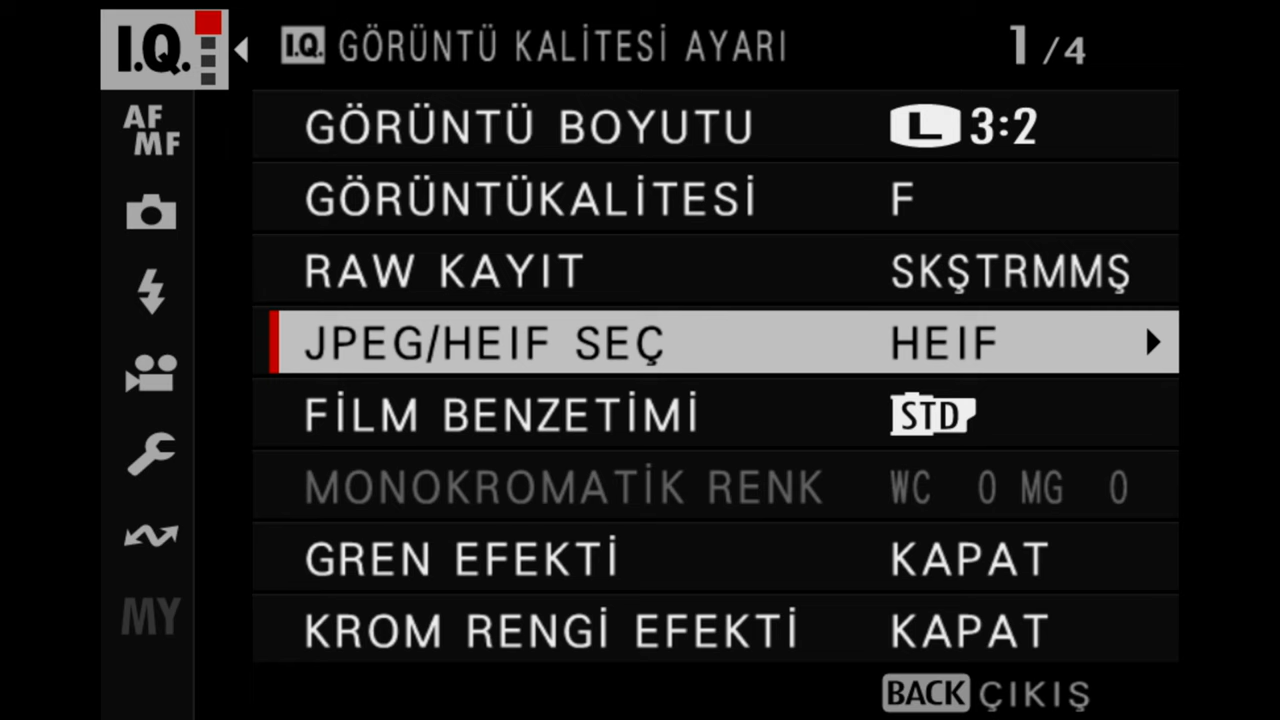 I.Q. I.Q. GÖRÜNTÜ KALİTESİ AYARI 1/4
AF
MF
GÖRÜNTÜ BOYUTU L 3:2
GÖRÜNTÜKALİTESİ F
RAW KAYIT SKŞTRMMŞ
JPEG/HEIF SEÇ HEIF
FİLM BENZETİMİ STD
MONOKROMATİK RENK WC 0 MG 0
GREN EFEKTİ KAPAT
MY
KROM RENGİ EFEKTİ KAPAT
BACK ÇIKIŞ